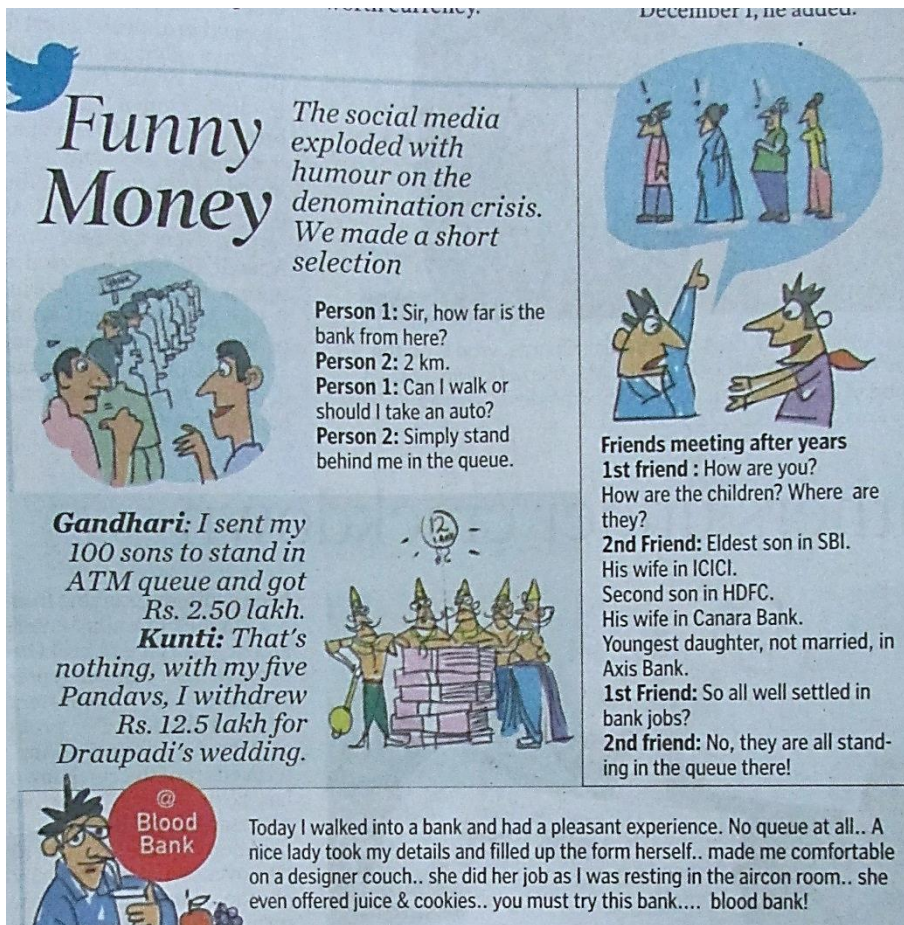 worth currency.
December 1, he added.
Funny
Money
The social media
exploded with
humour on the
denomination crisis.
We made a short
selection
Person 1: Sir, how far is the
bank from here?
Person 2: 2 km.
Person 1: Can I walk or
should I take an auto?
Person 2: Simply stand
behind me in the queue.
Gandhari: I sent my
100 sons to stand in
ATM queue and got
Rs. 2.50 lakh.
Kunti: That's
nothing, with my five
Pandavs, I withdrew
Rs. 12.5 lakh for
Draupadi's wedding.
12
! ! ! !
Friends meeting after years
1st friend : How are you?
How are the children? Where are
they?
2nd Friend: Eldest son in SBI.
His wife in ICICI.
Second son in HDFC.
His wife in Canara Bank.
Youngest daughter, not married, in
Axis Bank.
1st Friend: So all well settled in
bank jobs?
2nd friend: No, they are all stand-
ing in the queue there!
@
Blood
Bank
Today I walked into a bank and had a pleasant experience. No queue at all.. A
nice lady took my details and filled up the form herself.. made me comfortable
on a designer couch.. she did her job as I was resting in the aircon room.. she
even offered juice & cookies.. you must try this bank.... blood bank!